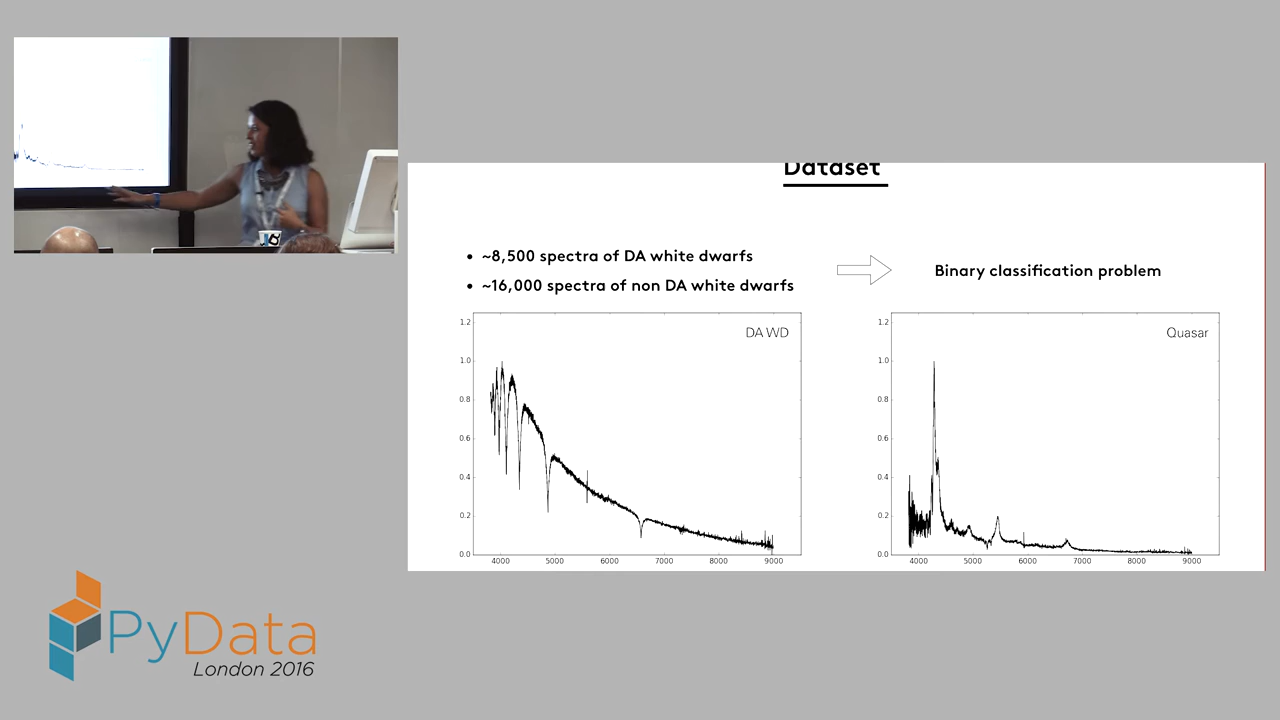 Dataset
• ~8,500 spectra of DA white dwarfs
• ~16,000 spectra of non DA white dwarfs
Binary classification problem
DA WD
1.2
1.0
0.8
0.6
0.4
0.2
0.0
4000 5000 6000 7000 8000 9000
Quasar
1.2
1.0
0.8
0.6
0.4
0.2
0.0
4000 5000 6000 7000 8000 9000
PyData
London 2016